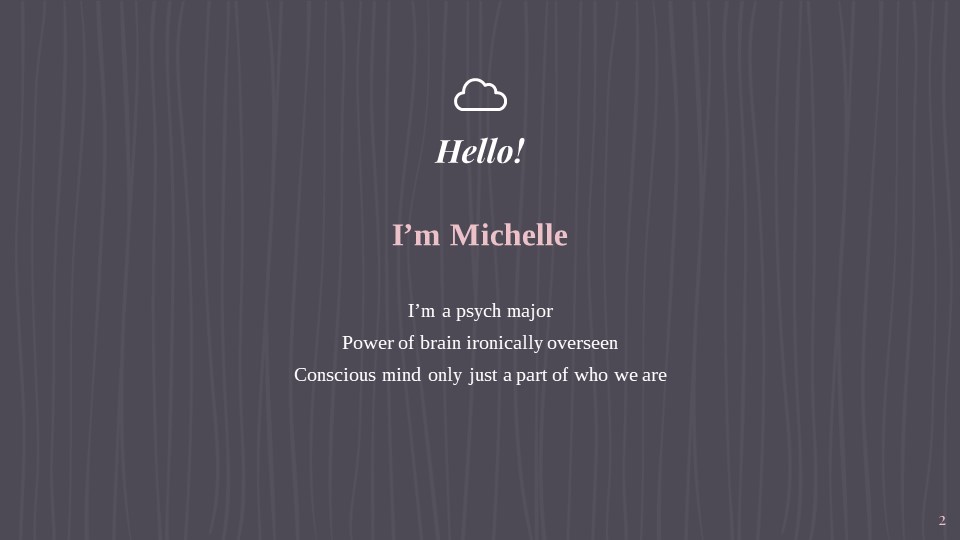 Hello!
I’m Michelle
I’m a psych major
Power of brain ironically overseen
Conscious mind only just a part of who we are
2